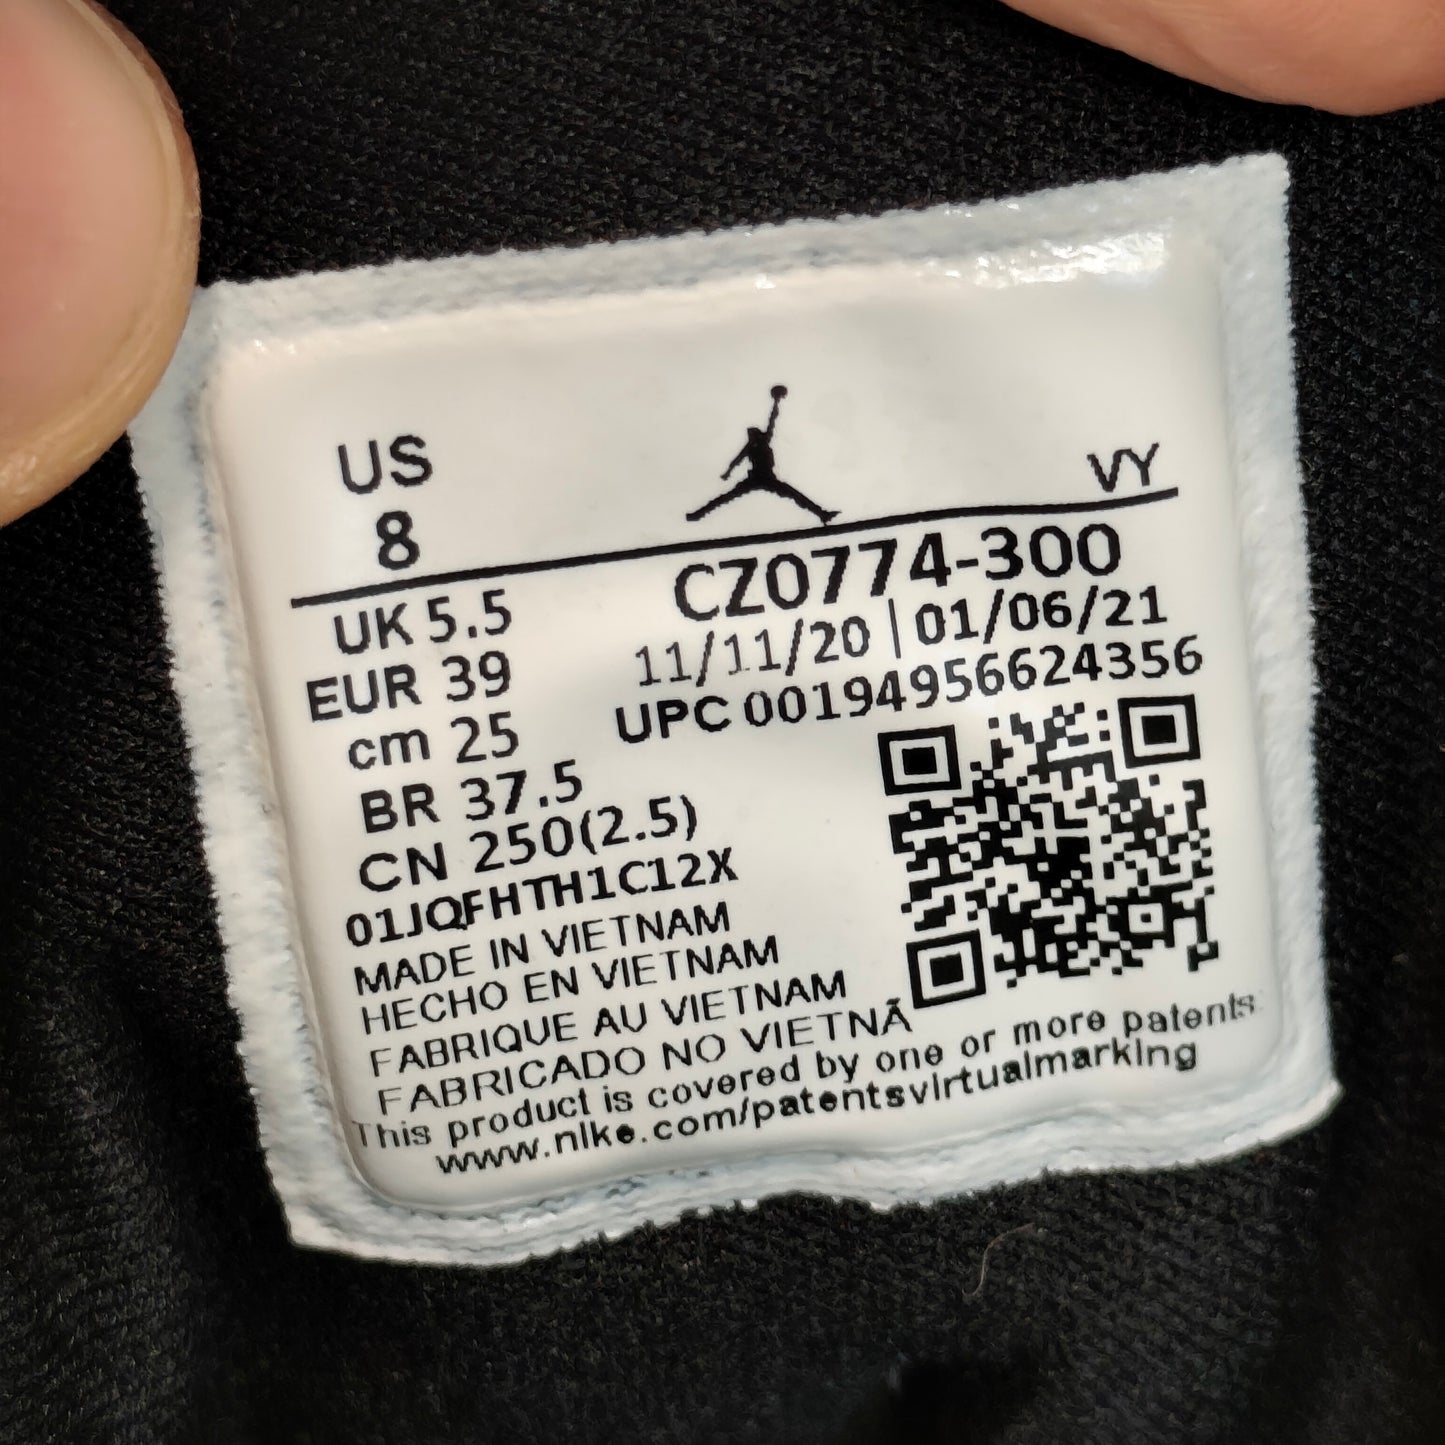 US
8
VY
CZ0774-300
11/11/20 | 01/06/21
UPC 00194956624356
UK 5.5
EUR 39
cm 25
BR 37.5
CN 250(2.5)
01JQFHTH1C12X
MADE IN VIETNAM
HECHO EN VIETNAM
FABRIQUE AU VIETNAM
FABRICADO NO VIETNÃ
This product is covered by one or more patents:
www.nike.com/patentsvirtualmarking